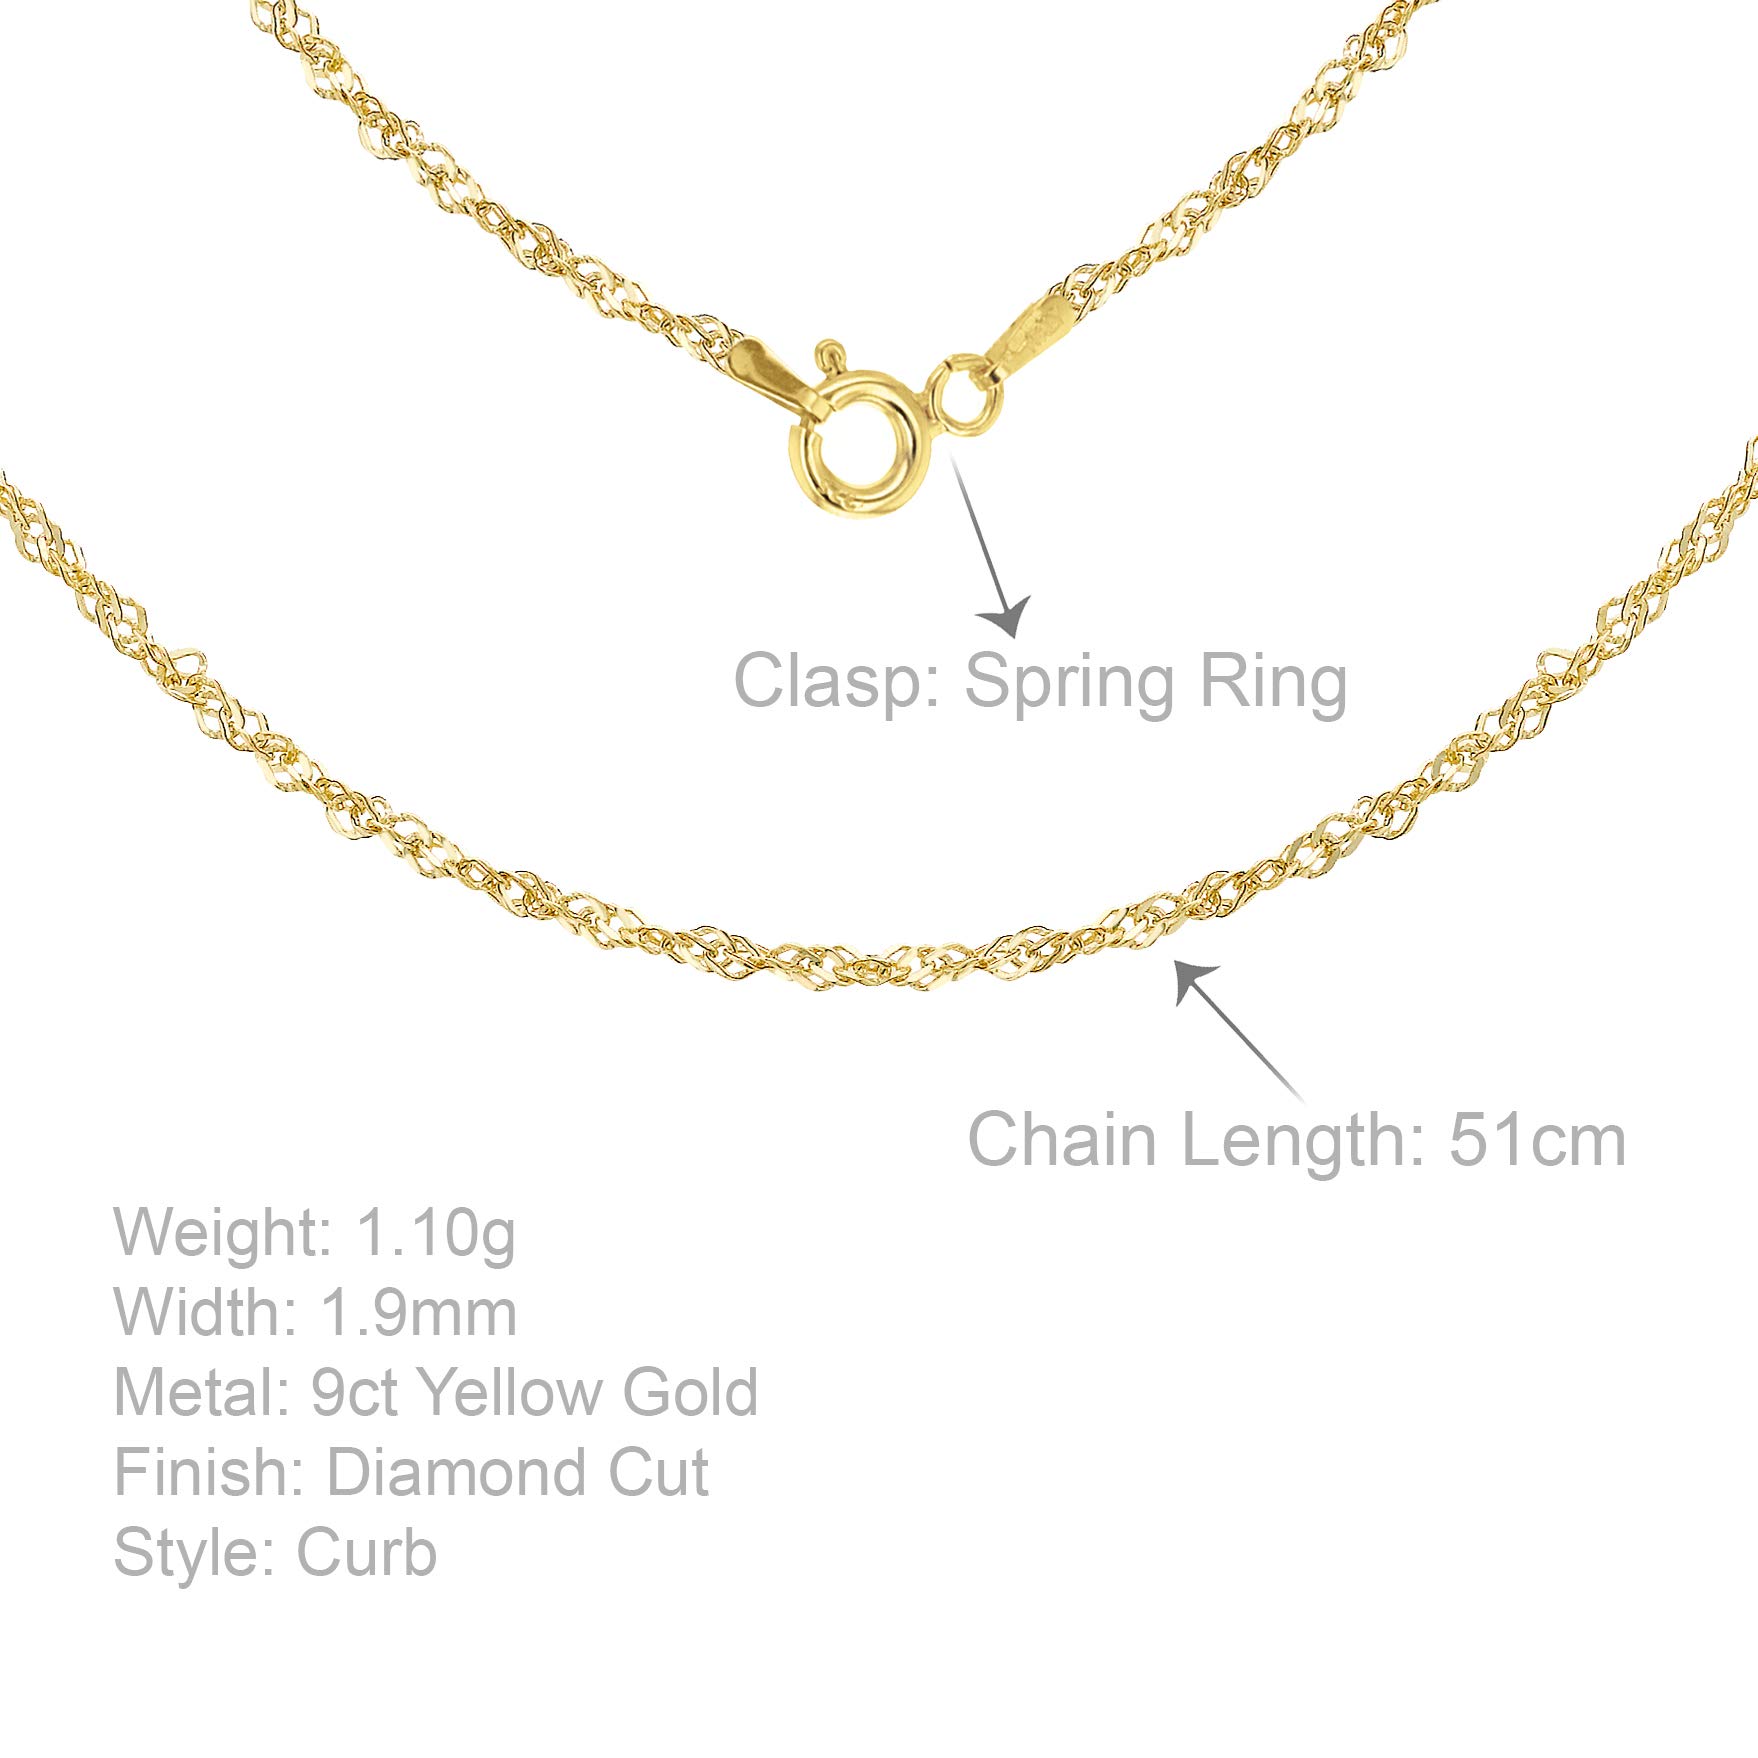 Clasp: Spring Ring
Chain Length: 51cm
Weight: 1.10g
Width: 1.9mm
Metal: 9ct Yellow Gold
Finish: Diamond Cut
Style: Curb